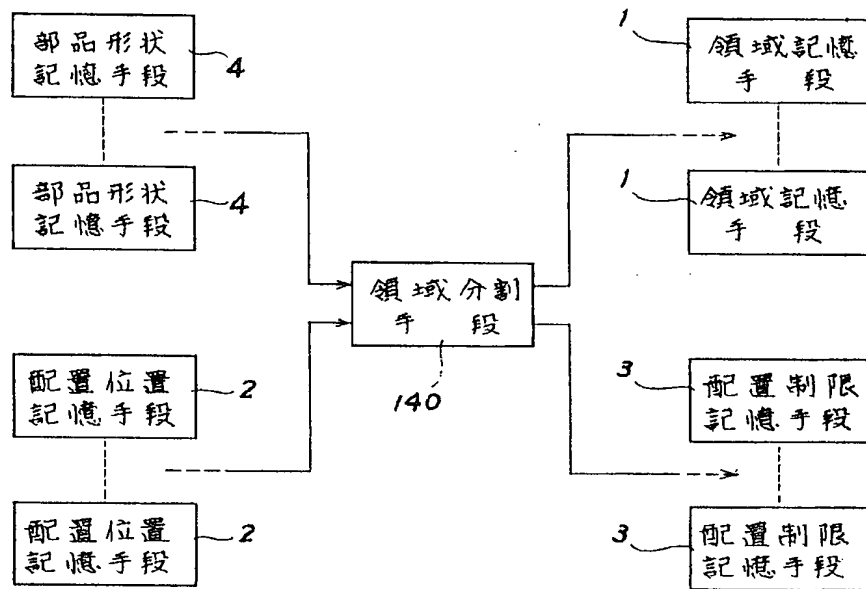 部品形状
記憶手段
4
部品形状
記憶手段
4
配置位置
記憶手段
2
配置位置
記憶手段
2
領域分割
手段
140
1
領域記憶
手段
1
領域記憶
手段
3
配置制限
記憶手段
3
配置制限
記憶手段